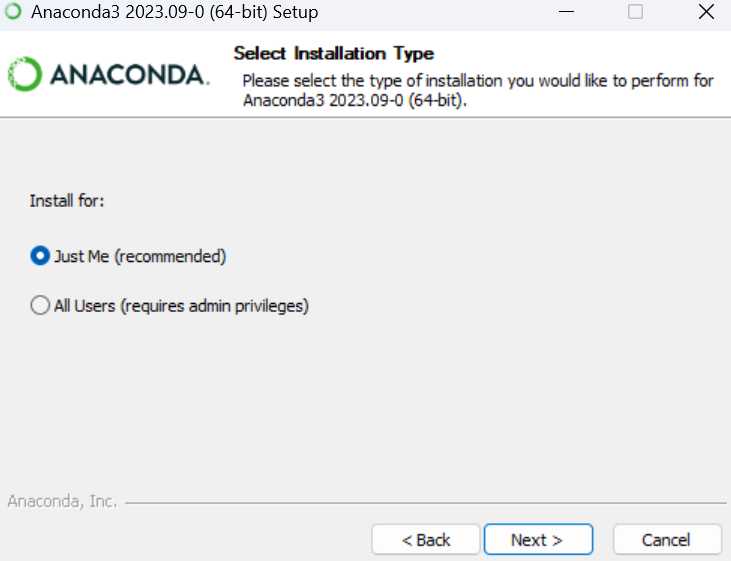 Anaconda3 2023.09-0 (64-bit) Setup
ANACONDA.
Select Installation Type
Please select the type of installation you would like to perform for
Anaconda3 2023.09-0 (64-bit).
Install for:
Just Me (recommended)
All Users (requires admin privileges)
Anaconda, Inc.
< Back
Next >
Cancel